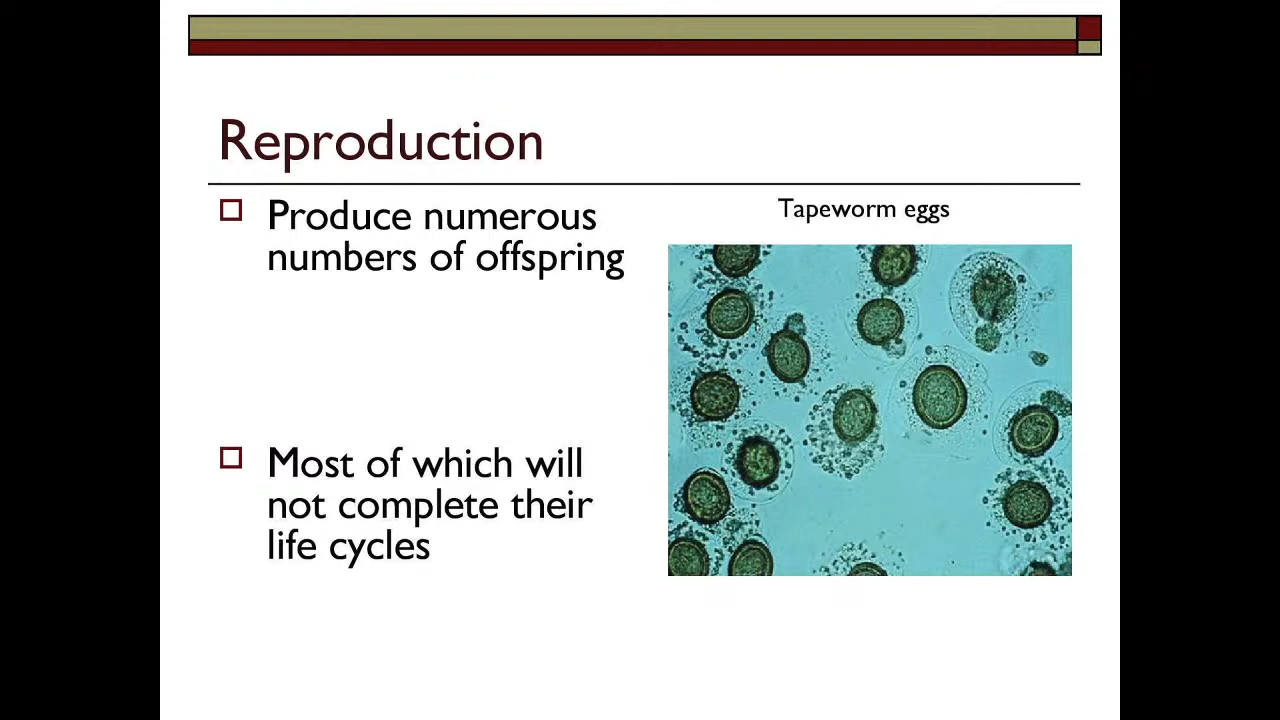 Reproduction
Produce numerous
numbers of offspring
Most of which will
not complete their
life cycles
Tapeworm eggs